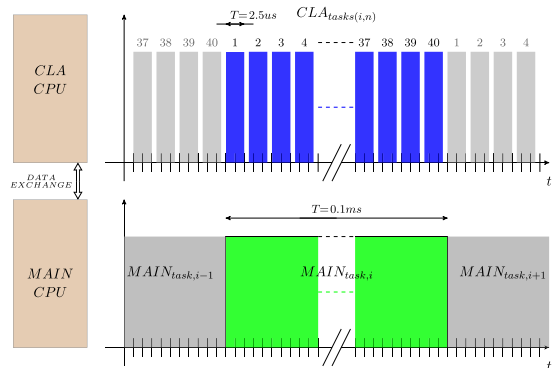 T=2.5us CLA_{tasks(i,n)}
37 38 39 40 1 2 3 4 37 38 39 40 1 2 3 4
CLA
CPU
t
DATA
EXCHANGE
T=0.1ms
MAIN
CPU
MAIN_{task,i−1} MAIN_{task,i} MAIN_{task,i+1}
t